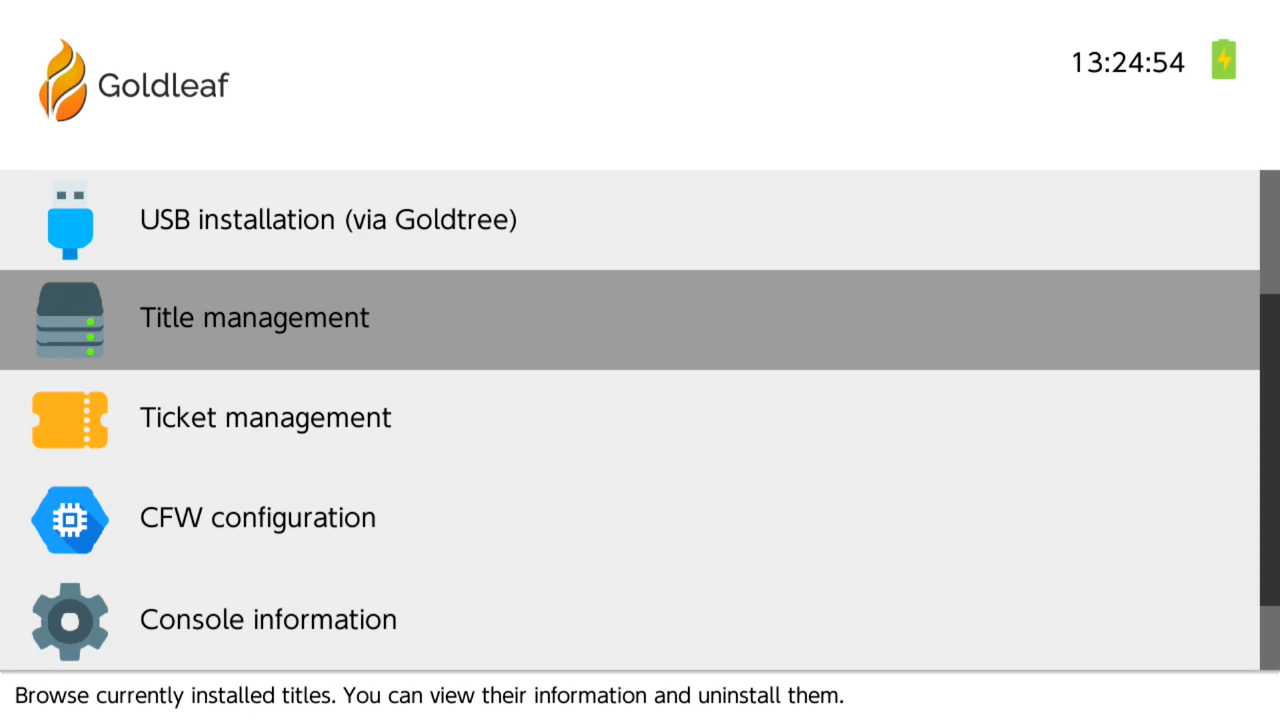 Goldleaf
13:24:54
USB installation (via Goldtree)
Title management
Ticket management
CFW configuration
Console information
Browse currently installed titles. You can view their information and uninstall them.